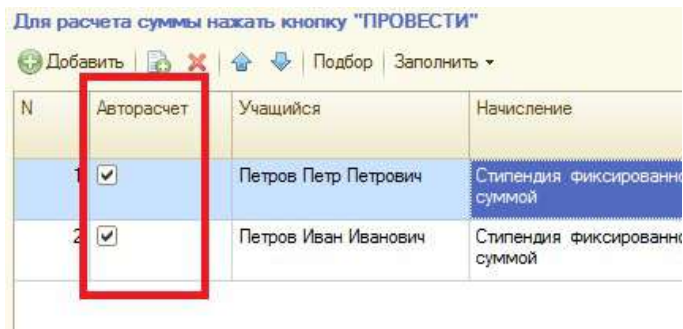 Для расчета суммы нажать кнопку "ПРОВЕСТИ"
Добавить Подбор Заполнить
N Авторасчет Учащийся Начисление
1 Петров Петр Петрович Стипендия фиксированно
суммой
2 Петров Иван Иванович Стипендия фиксированно
суммой